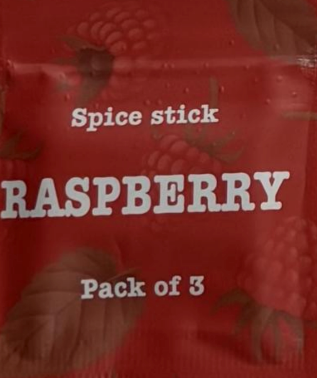 Spice stick
RASPBERRY
Pack of 3